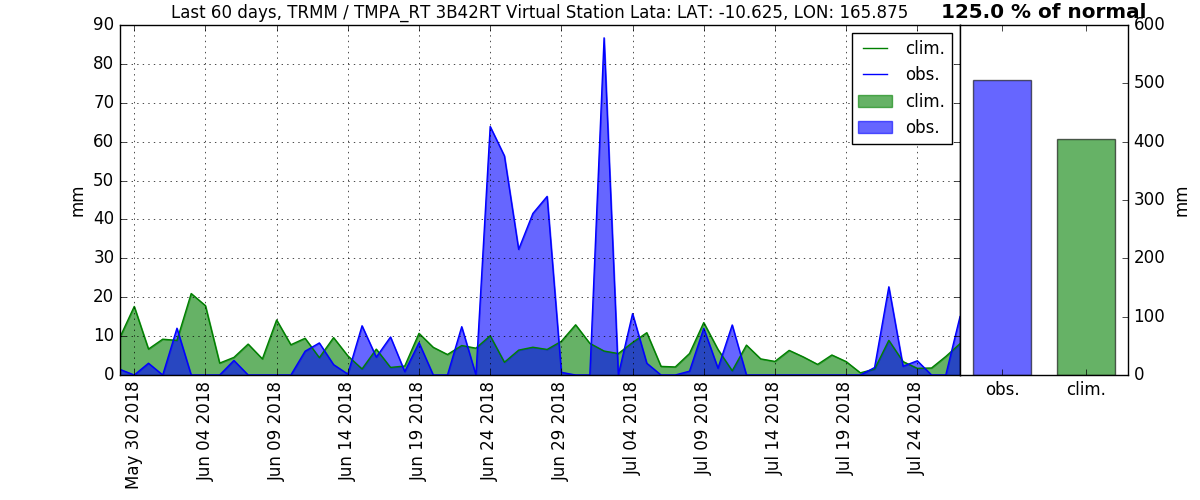 Last 60 days, TRMM / TMPA_RT 3B42RT Virtual Station Lata: LAT: -10.625, LON: 165.875
125.0 % of normal
90
80
70
60
50
40
30
20
10
0
mm
clim.
obs.
clim.
obs.
May 30 2018
Jun 04 2018
Jun 09 2018
Jun 14 2018
Jun 19 2018
Jun 24 2018
Jun 29 2018
Jul 04 2018
Jul 09 2018
Jul 14 2018
Jul 19 2018
Jul 24 2018
600
500
400
300
200
100
0
mm
obs.
clim.